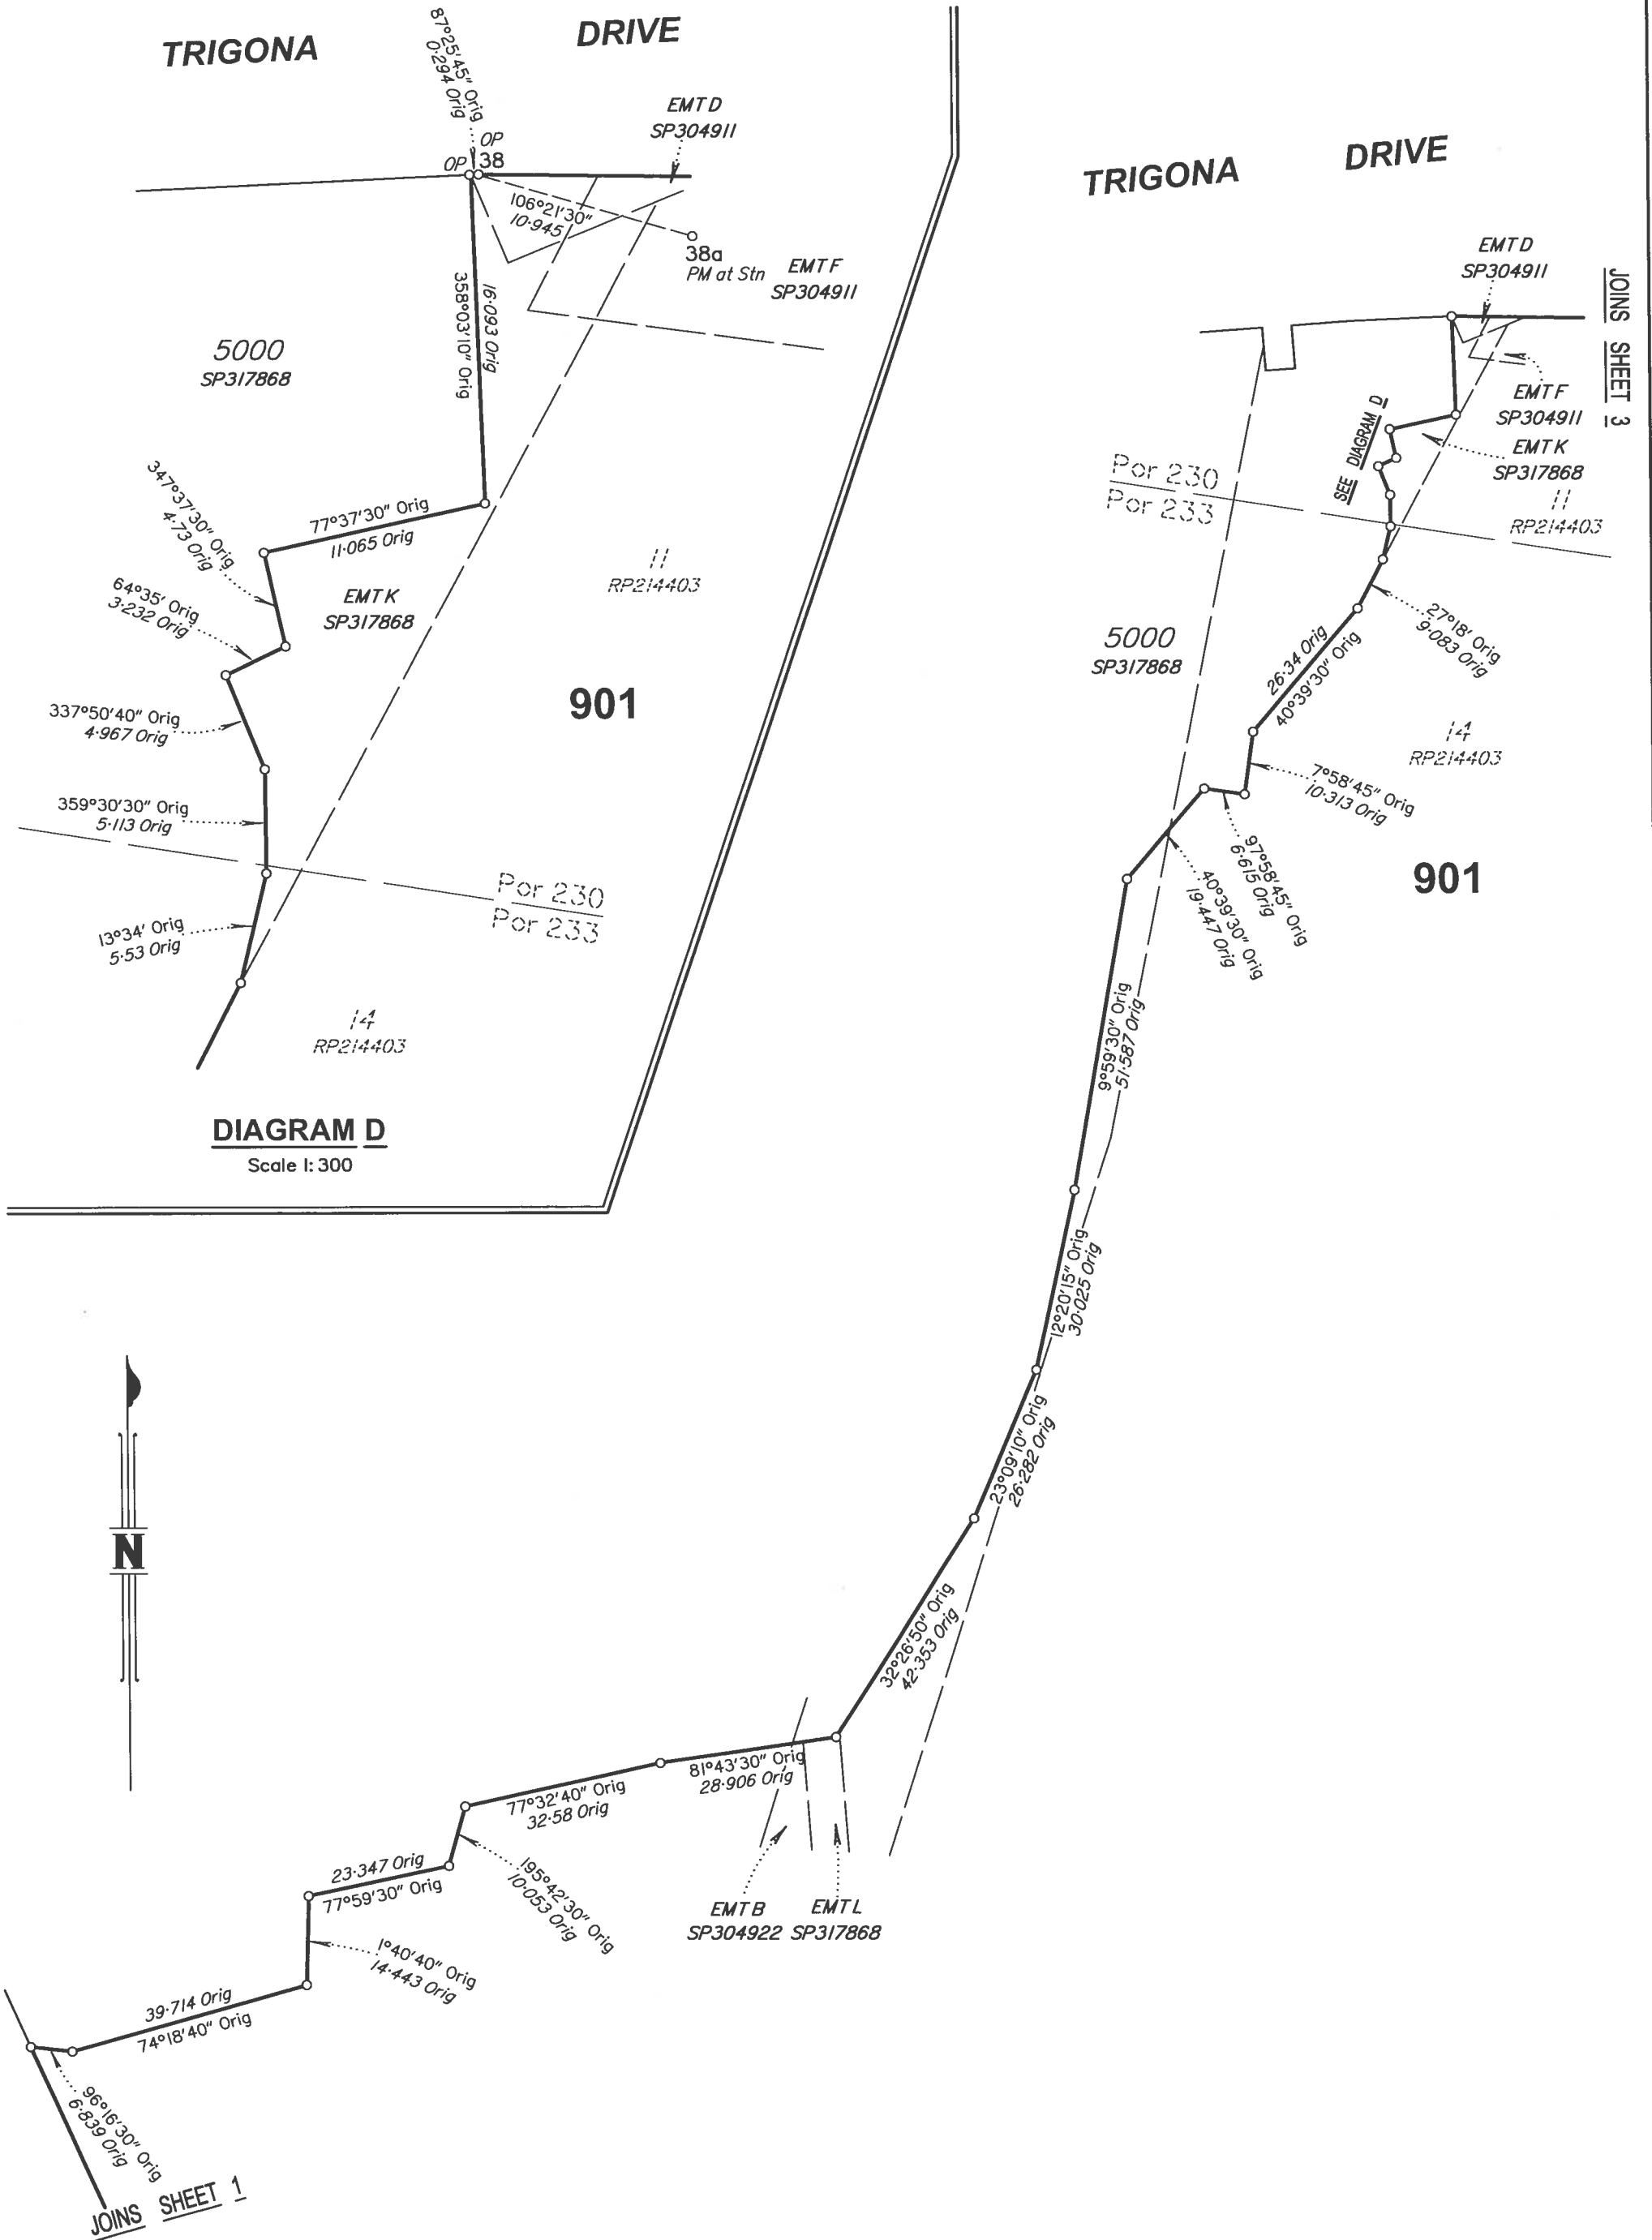 TRIGONA DRIVE
87°25'45" Orig
0·294 Orig
EMT D
SP304911
OP
OP 38
106°21'30"
10·945
38a
PM at Stn
EMT F
SP304911
16·093 Orig
358°03'10" Orig
5000
SP317868
347°37'30" Orig
4·73 Orig
77°37'30" Orig
11·065 Orig
64°35' Orig
3·232 Orig
EMT K
SP317868
11
RP214403
337°50'40" Orig
4·967 Orig
901
359°30'30" Orig
5·113 Orig
Por 230
Por 233
13°34' Orig
5·53 Orig
14
RP214403
DIAGRAM D
Scale 1: 300
TRIGONA DRIVE
EMT D
SP304911
JOINS SHEET 3
EMT F
SP304911
EMT K
SP317868
SEE DIAGRAM D
Por 230
Por 233
11
RP214403
27°18' Orig
9·083 Orig
5000
SP317868
26·34 Orig
40°39'30" Orig
14
RP214403
7°58'45" Orig
10·313 Orig
97°58'45" Orig
6·615 Orig
40°39'30" Orig
19·447 Orig
901
9°59'30" Orig
51·587 Orig
12°20'15" Orig
30·025 Orig
23°09'10" Orig
26·282 Orig
N
32°26'50" Orig
42·353 Orig
81°43'30" Orig
28·906 Orig
77°32'40" Orig
32·58 Orig
195°42'30" Orig
10·053 Orig
23·347 Orig
77°59'30" Orig
EMT B
SP304922
EMT L
SP317868
1°40'40" Orig
14·443 Orig
39·714 Orig
74°18'40" Orig
96°16'30" Orig
6·839 Orig
JOINS SHEET 1